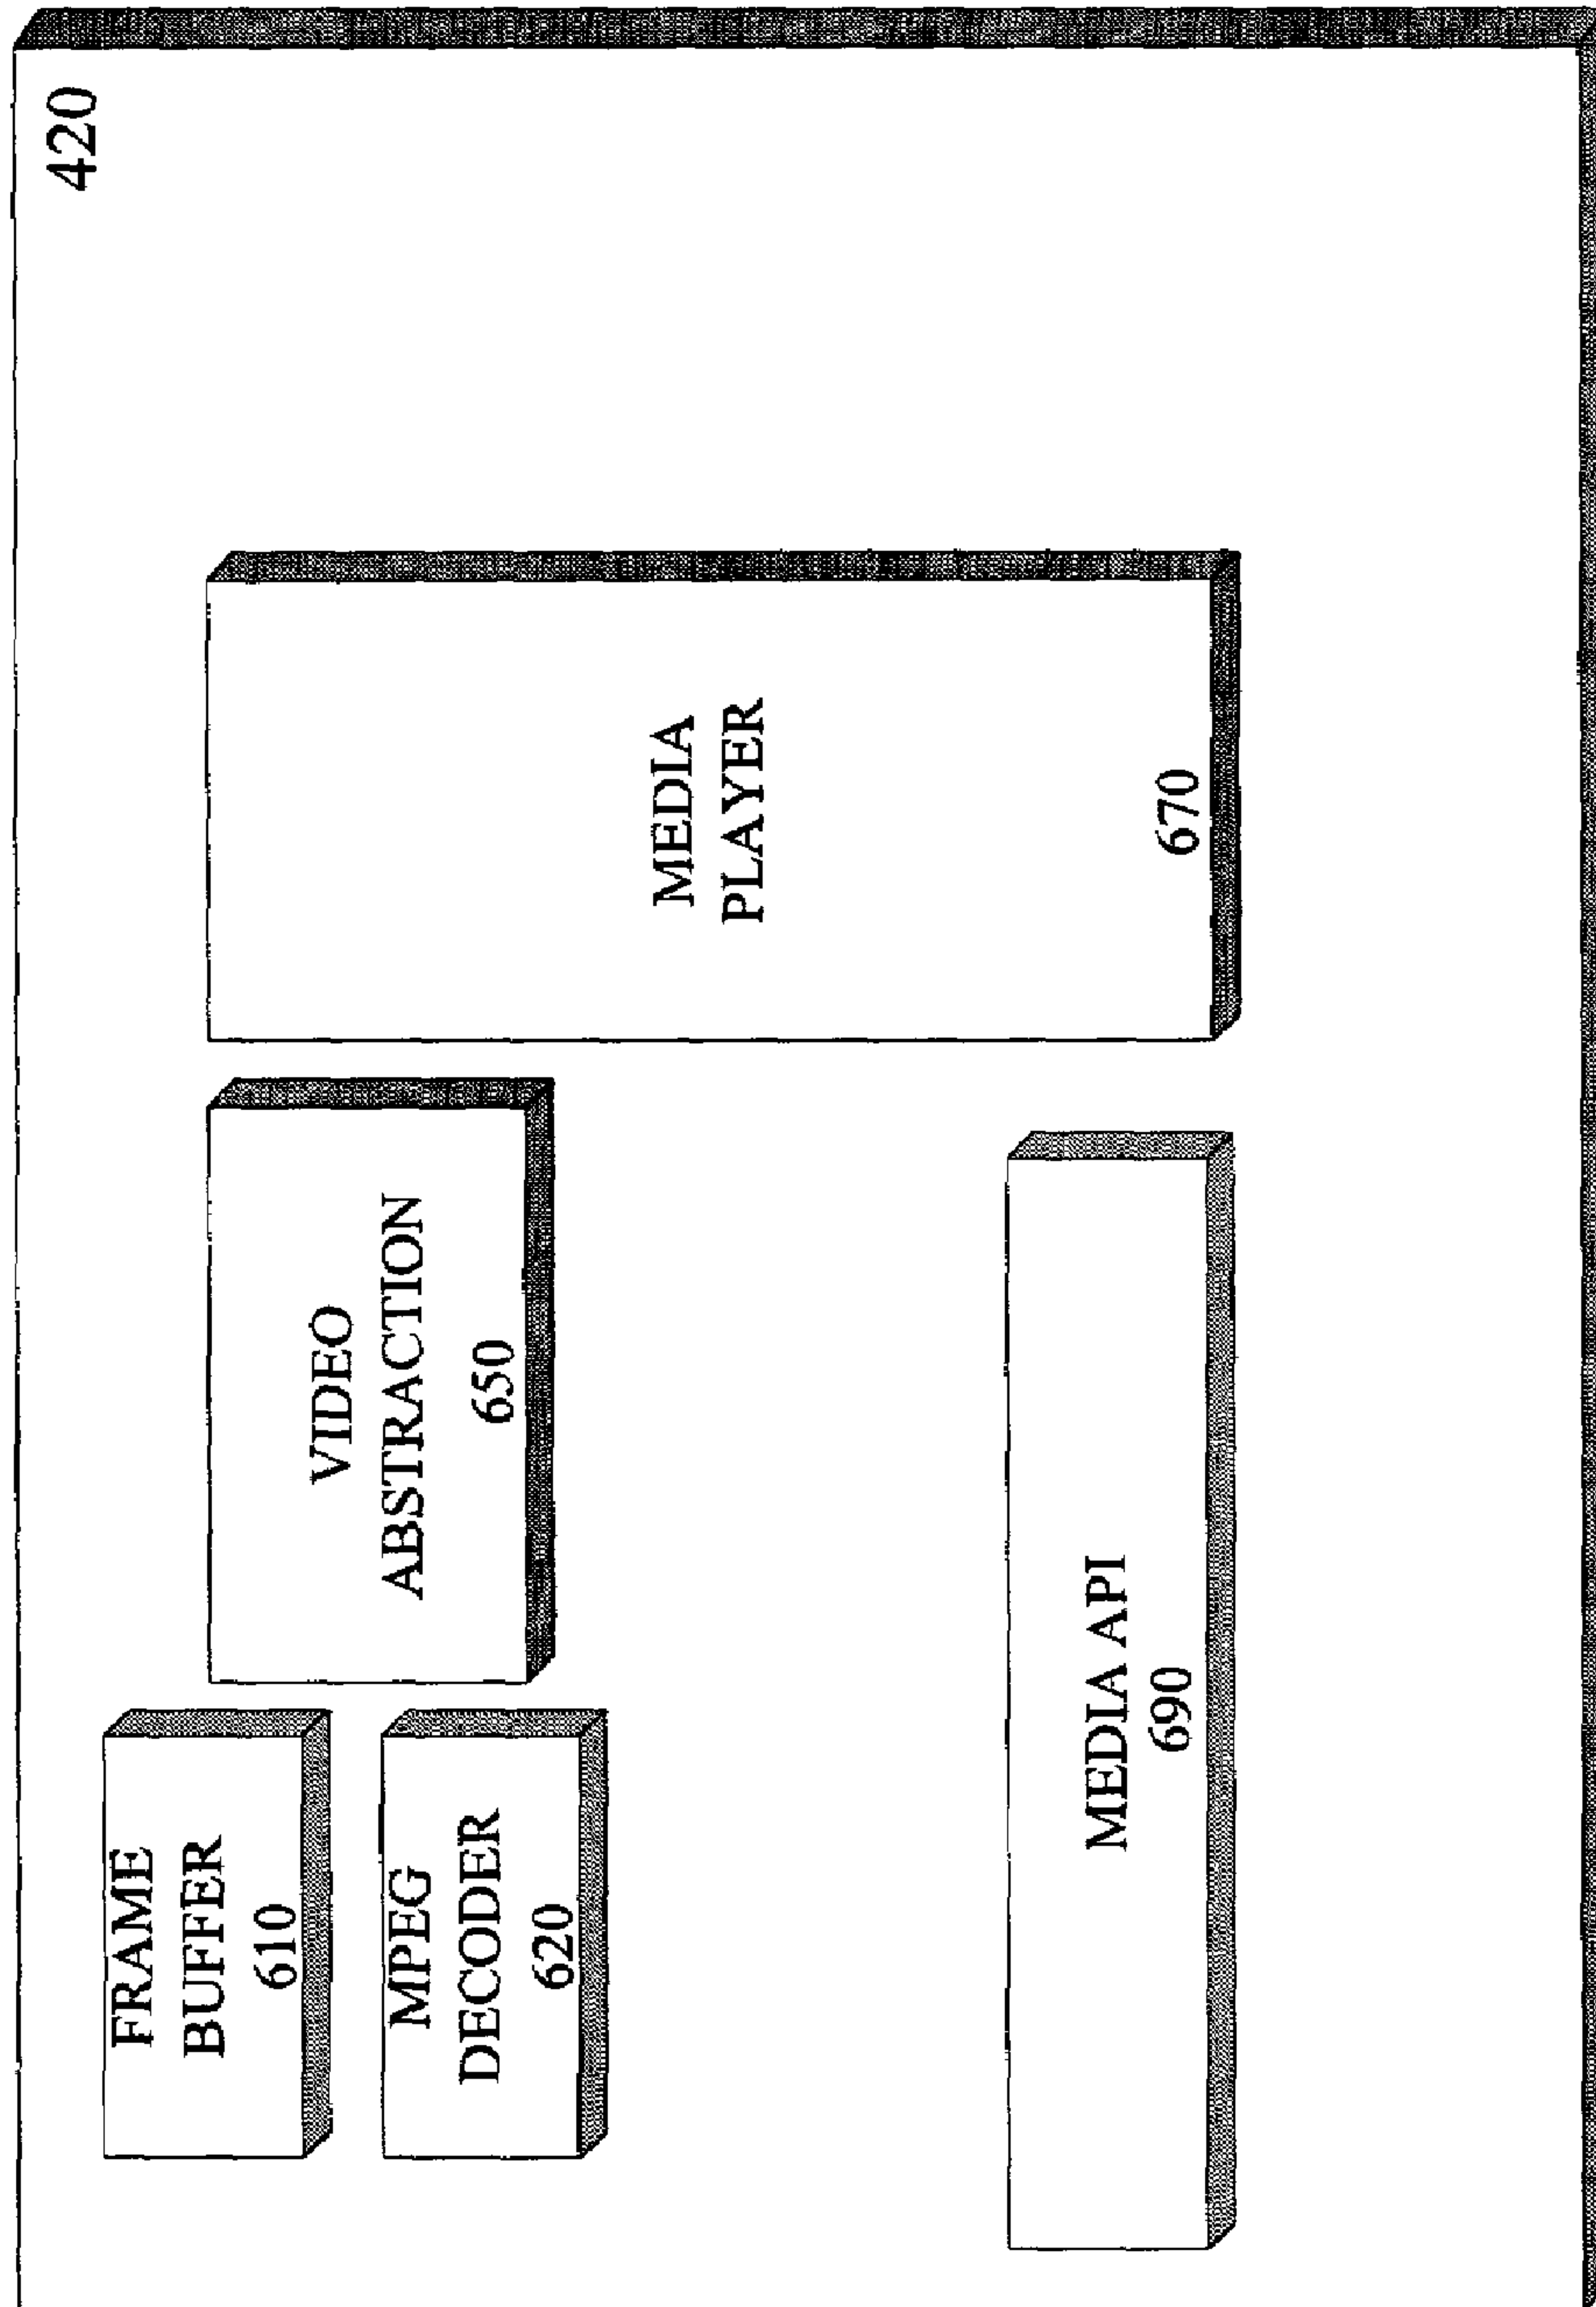 420
FRAME
BUFFER
610
MPEG
DECODER
620
VIDEO
ABSTRACTION
650
MEDIA
PLAYER
670
MEDIA API
690